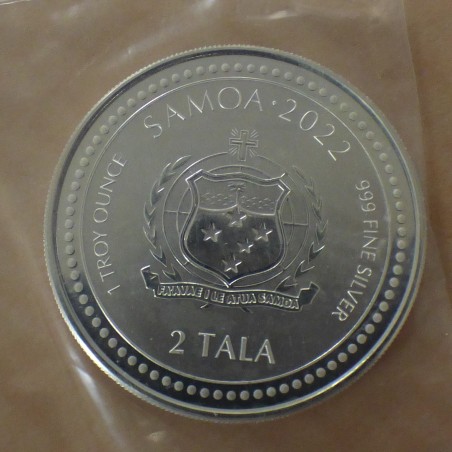 SAMOA · 2022
1 TROY OUNCE
999 FINE SILVER
FA'AVAE I LE ATUA SAMOA
2 TALA